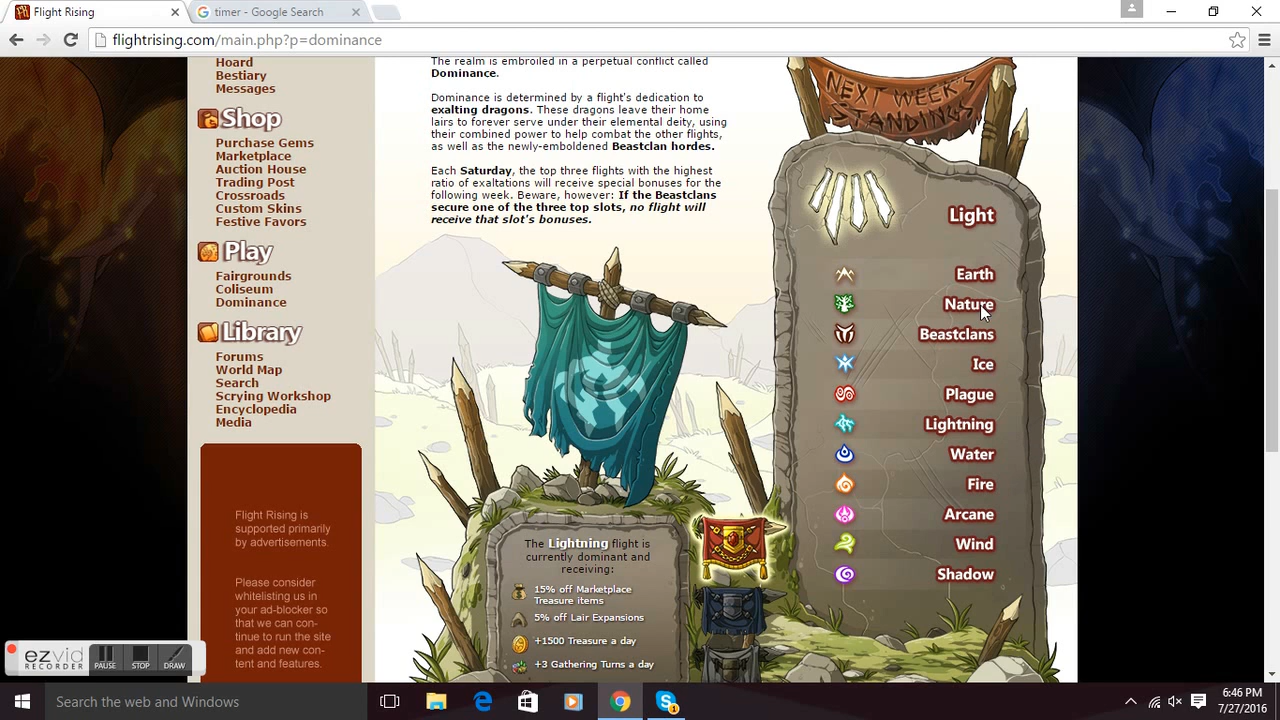 Flight Rising
timer - Google Search
flightrising.com/main.php?p=dominance
Hoard
Bestiary
Messages
Shop
Purchase Gems
Marketplace
Auction House
Trading Post
Crossroads
Custom Skins
Festive Favors
Play
Fairgrounds
Coliseum
Dominance
Library
Forums
World Map
Search
Scrying Workshop
Encyclopedia
Media
Flight Rising is
supported primarily
by advertisements.
Please consider
whitelisting us in
your ad-blocker so
that we can con-
tinue to run the site
and add new con-
tent and features.
The realm is embroiled in a perpetual conflict called
Dominance.
Dominance is determined by a flight's dedication to
exalting dragons. These dragons leave their home
lairs to forever serve under their elemental deity, using
their combined power to help combat the other flights,
as well as the newly-emboldened Beastclan hordes.
Each Saturday, the top three flights with the highest
ratio of exaltations will receive special bonuses for the
following week. Beware, however: If the Beastclans
secure one of the three top slots, no flight will
receive that slot's bonuses.
The Lightning flight is
currently dominant and
receiving:
15% off Marketplace
Treasure items
5% off Lair Expansions
+1500 Treasure a day
+3 Gathering Turns a day
NEXT WEEK'S
STANDINGS
Light
Earth
Nature
Beastclans
Ice
Plague
Lightning
Water
Fire
Arcane
Wind
Shadow
ezvid
RECORDER
PAUSE
STOP
DRAW
Search the web and Windows
1
6:46 PM
7/27/2016